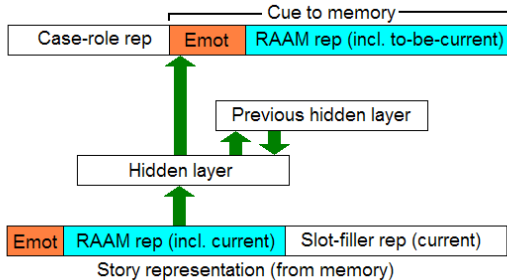 Cue to memory
Case-role rep Emot RAAM rep (incl. to-be-current)
Previous hidden layer
Hidden layer
Emot RAAM rep (incl. current) Slot-filler rep (current)
Story representation (from memory)